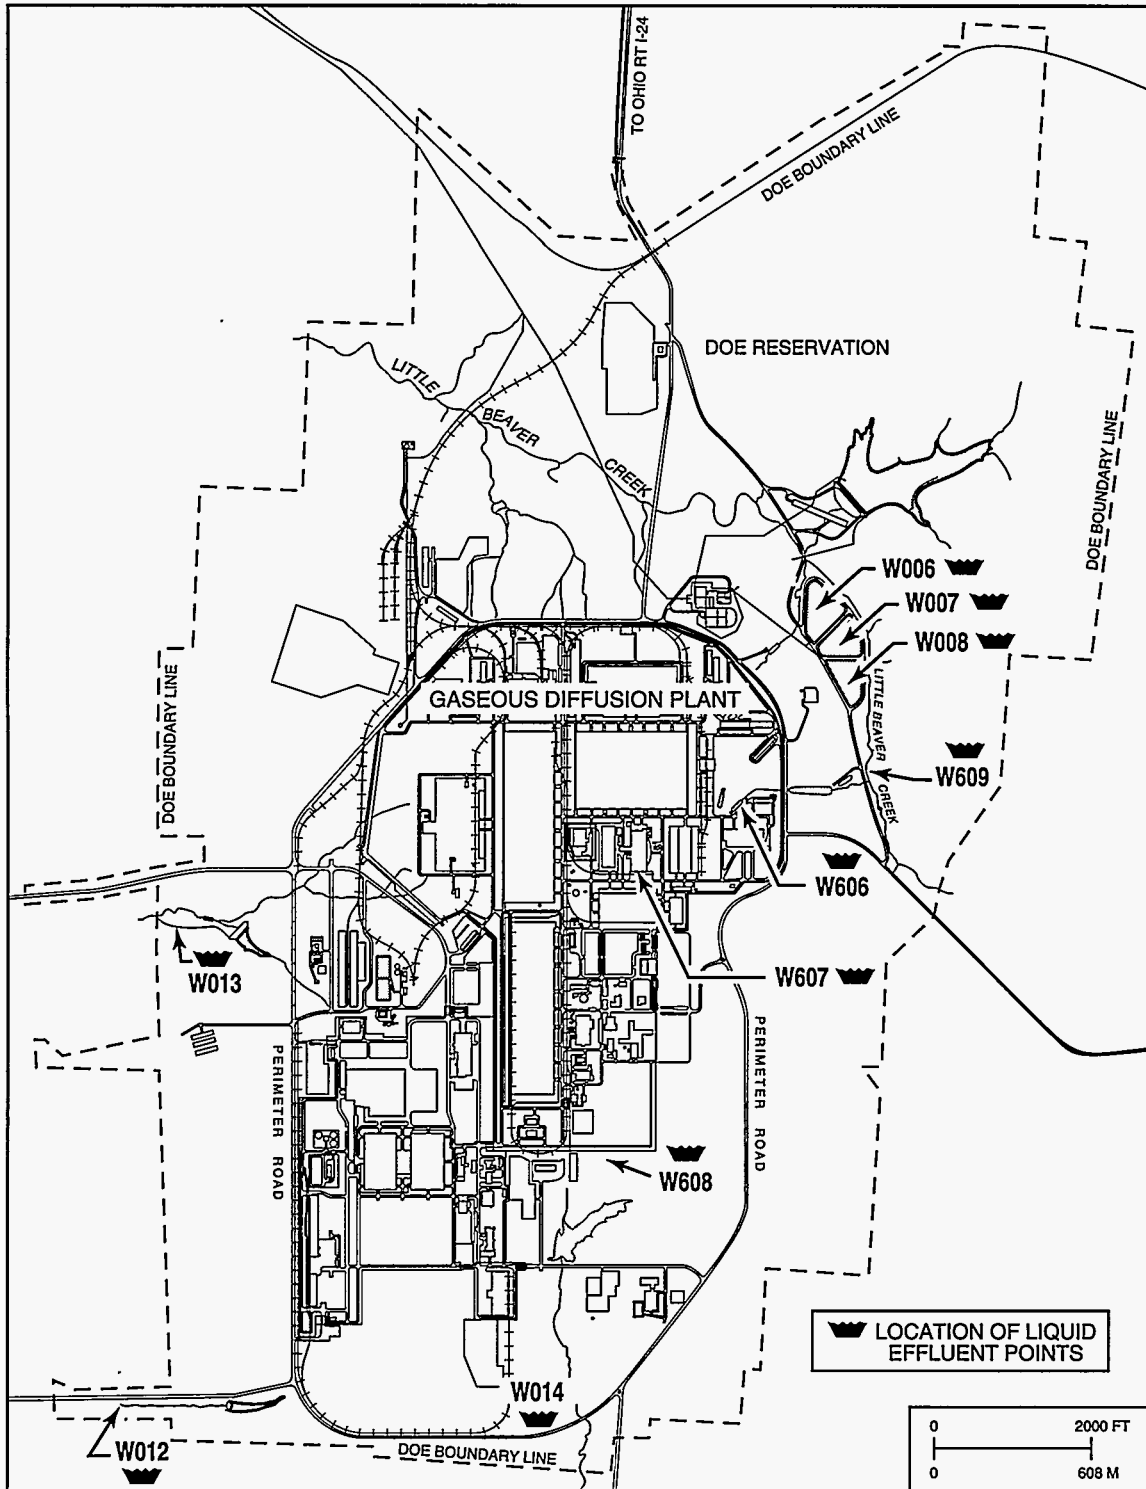 TO OHIO RT I-24
DOE BOUNDARY LINE
DOE RESERVATION
LITTLE
BEAVER
CREEK
DOE BOUNDARY LINE
W006
W007
W008
DOE BOUNDARY LINE
GASEOUS DIFFUSION PLANT
LITTLE BEAVER
CREEK
W609
W606
W013
W607
PERIMETER ROAD
PERIMETER ROAD
W608
LOCATION OF LIQUID
EFFLUENT POINTS
W014
W012
DOE BOUNDARY LINE
0 2000 FT
0 608 M